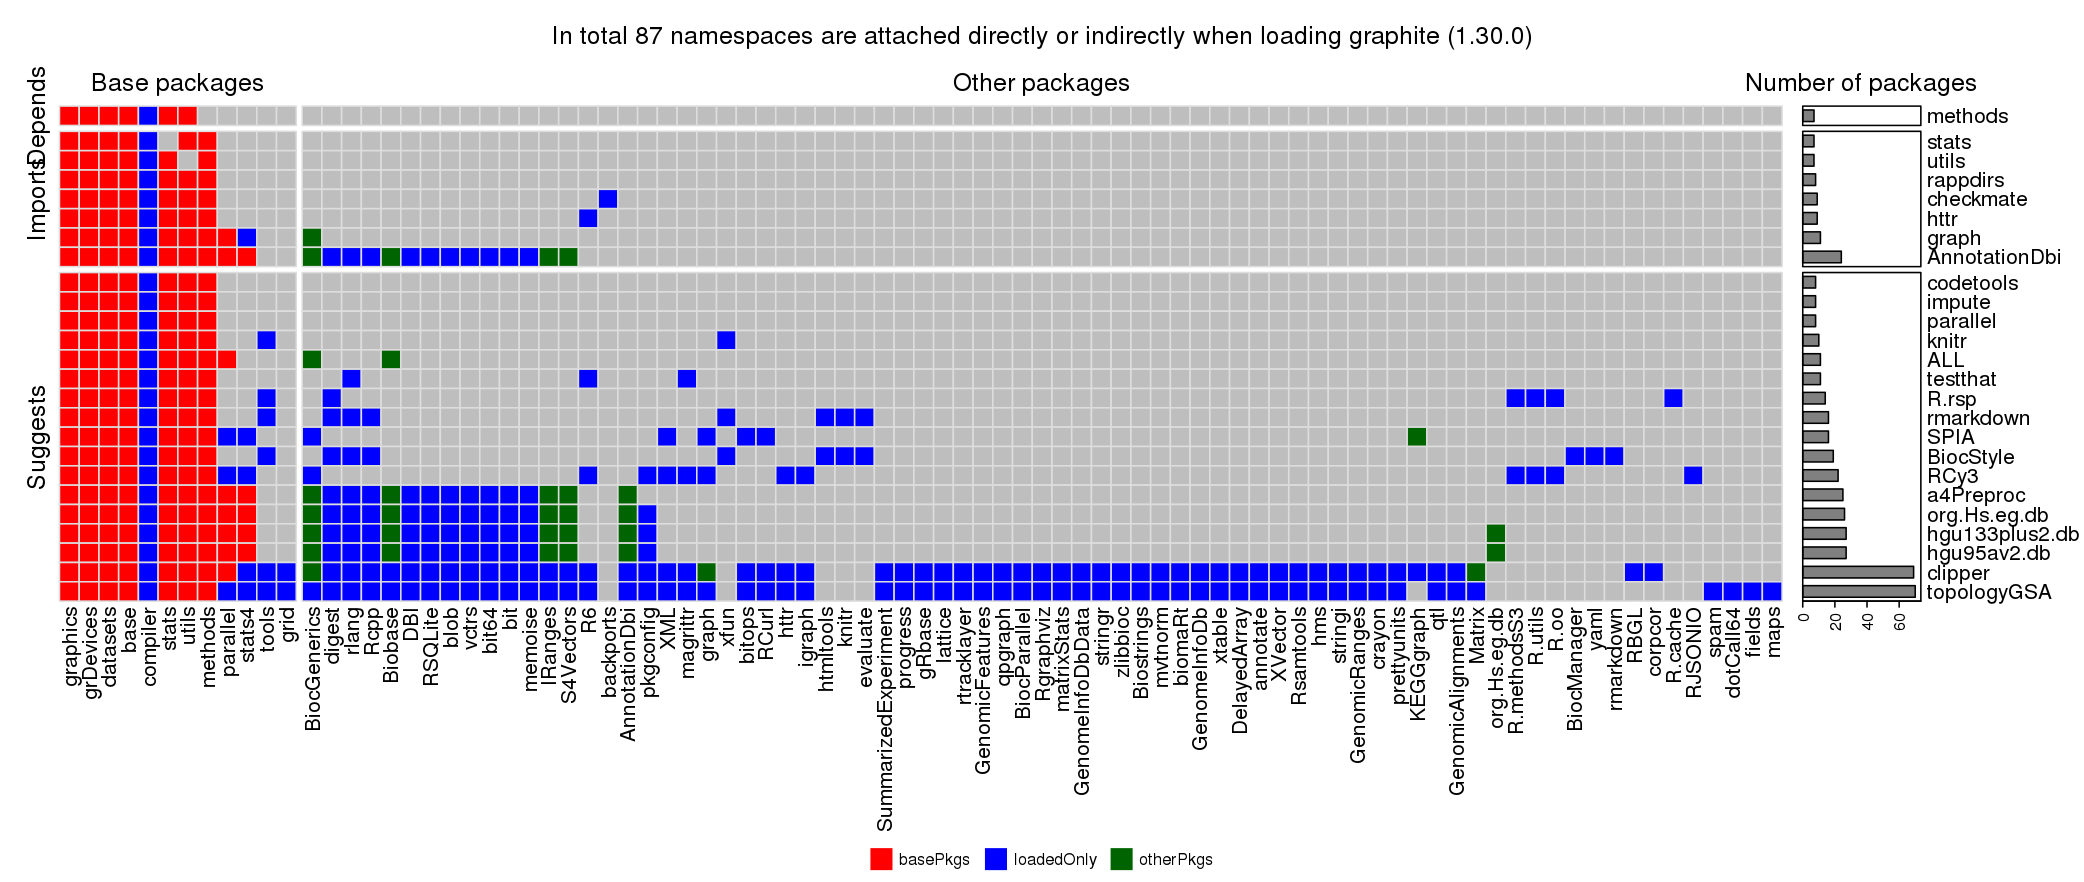 In total 87 namespaces are attached directly or indirectly when loading graphite (1.30.0)
Base packages
Other packages
Number of packages
Depends
Imports
Suggests
methods
stats
utils
rappdirs
checkmate
httr
graph
AnnotationDbi
codetools
impute
parallel
knitr
ALL
testthat
R.rsp
rmarkdown
SPIA
BiocStyle
RCy3
a4Preproc
org.Hs.eg.db
hgu133plus2.db
hgu95av2.db
clipper
topologyGSA
0
20
40
60
graphics
grDevices
datasets
base
compiler
stats
utils
methods
parallel
stats4
tools
grid
BiocGenerics
digest
rlang
Rcpp
Biobase
DBI
RSQLite
blob
vctrs
bit64
bit
memoise
IRanges
S4Vectors
R6
backports
AnnotationDbi
pkgconfig
XML
magrittr
graph
xfun
bitops
RCurl
httr
igraph
htmltools
knitr
evaluate
SummarizedExperiment
progress
gRbase
lattice
rtracklayer
GenomicFeatures
qpgraph
BiocParallel
Rgraphviz
matrixStats
GenomeInfoDbData
stringr
zlibbioc
Biostrings
mvtnorm
biomaRt
GenomeInfoDb
xtable
DelayedArray
annotate
XVector
Rsamtools
hms
stringi
GenomicRanges
crayon
prettyunits
KEGGgraph
qtl
GenomicAlignments
Matrix
org.Hs.eg.db
R.methodsS3
R.utils
R.oo
BiocManager
yaml
rmarkdown
RBGL
corpcor
R.cache
RJSONIO
spam
dotCall64
fields
maps
basePkgs
loadedOnly
otherPkgs